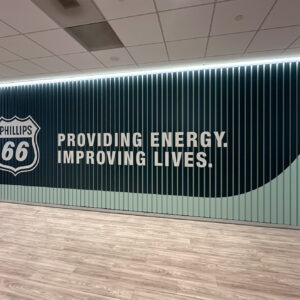 PHILLIPS
66
PROVIDING ENERGY.
IMPROVING LIVES.